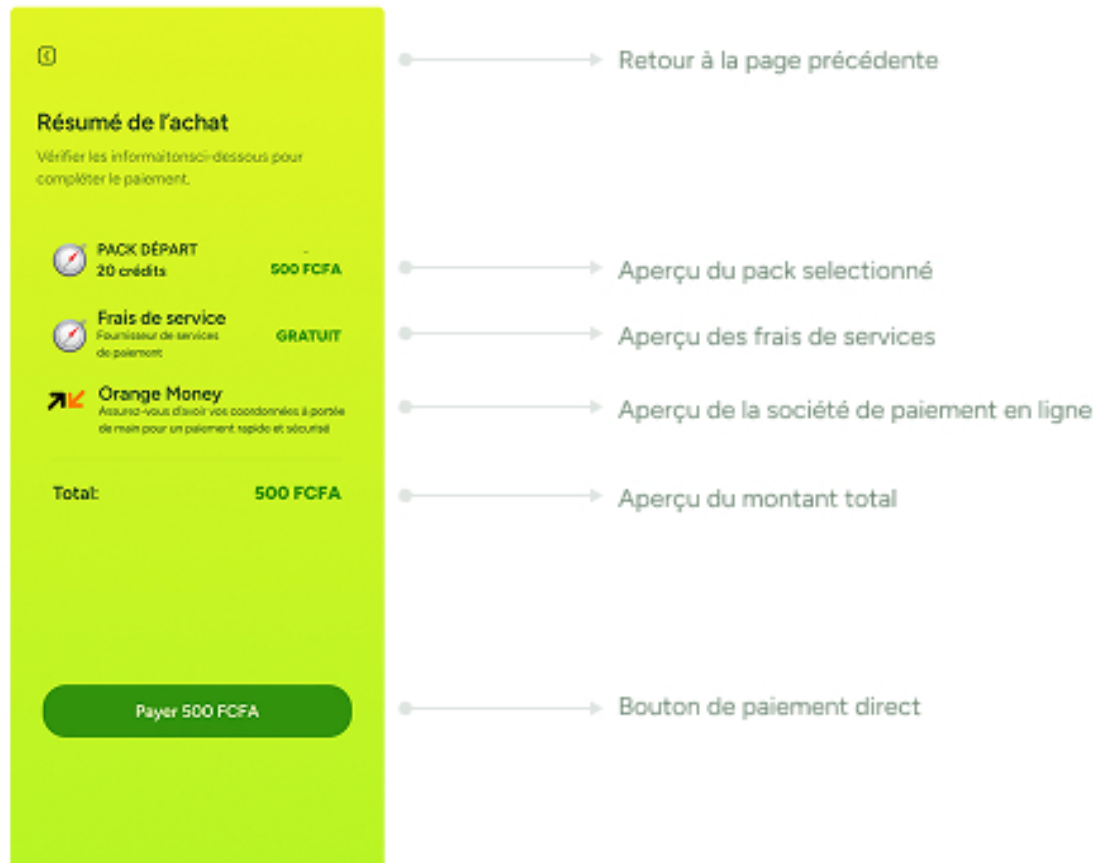 Retour à la page précédente
Résumé de l'achat
Vérifier les informaitonsci-dessous pour
compléter le paiement.
PACK DÉPART
-
20 crédits
500 FCFA
Aperçu du pack selectionné
Frais de service
Fournisseur de services
de paiement
GRATUIT
Aperçu des frais de services
Orange Money
Assurez-vous d'avoir vos coordonnées à portée
de main pour un paiement rapide et sécurisé
Aperçu de la société de paiement en ligne
Total:
500 FCFA
Aperçu du montant total
Payer 500 FCFA
Bouton de paiement direct